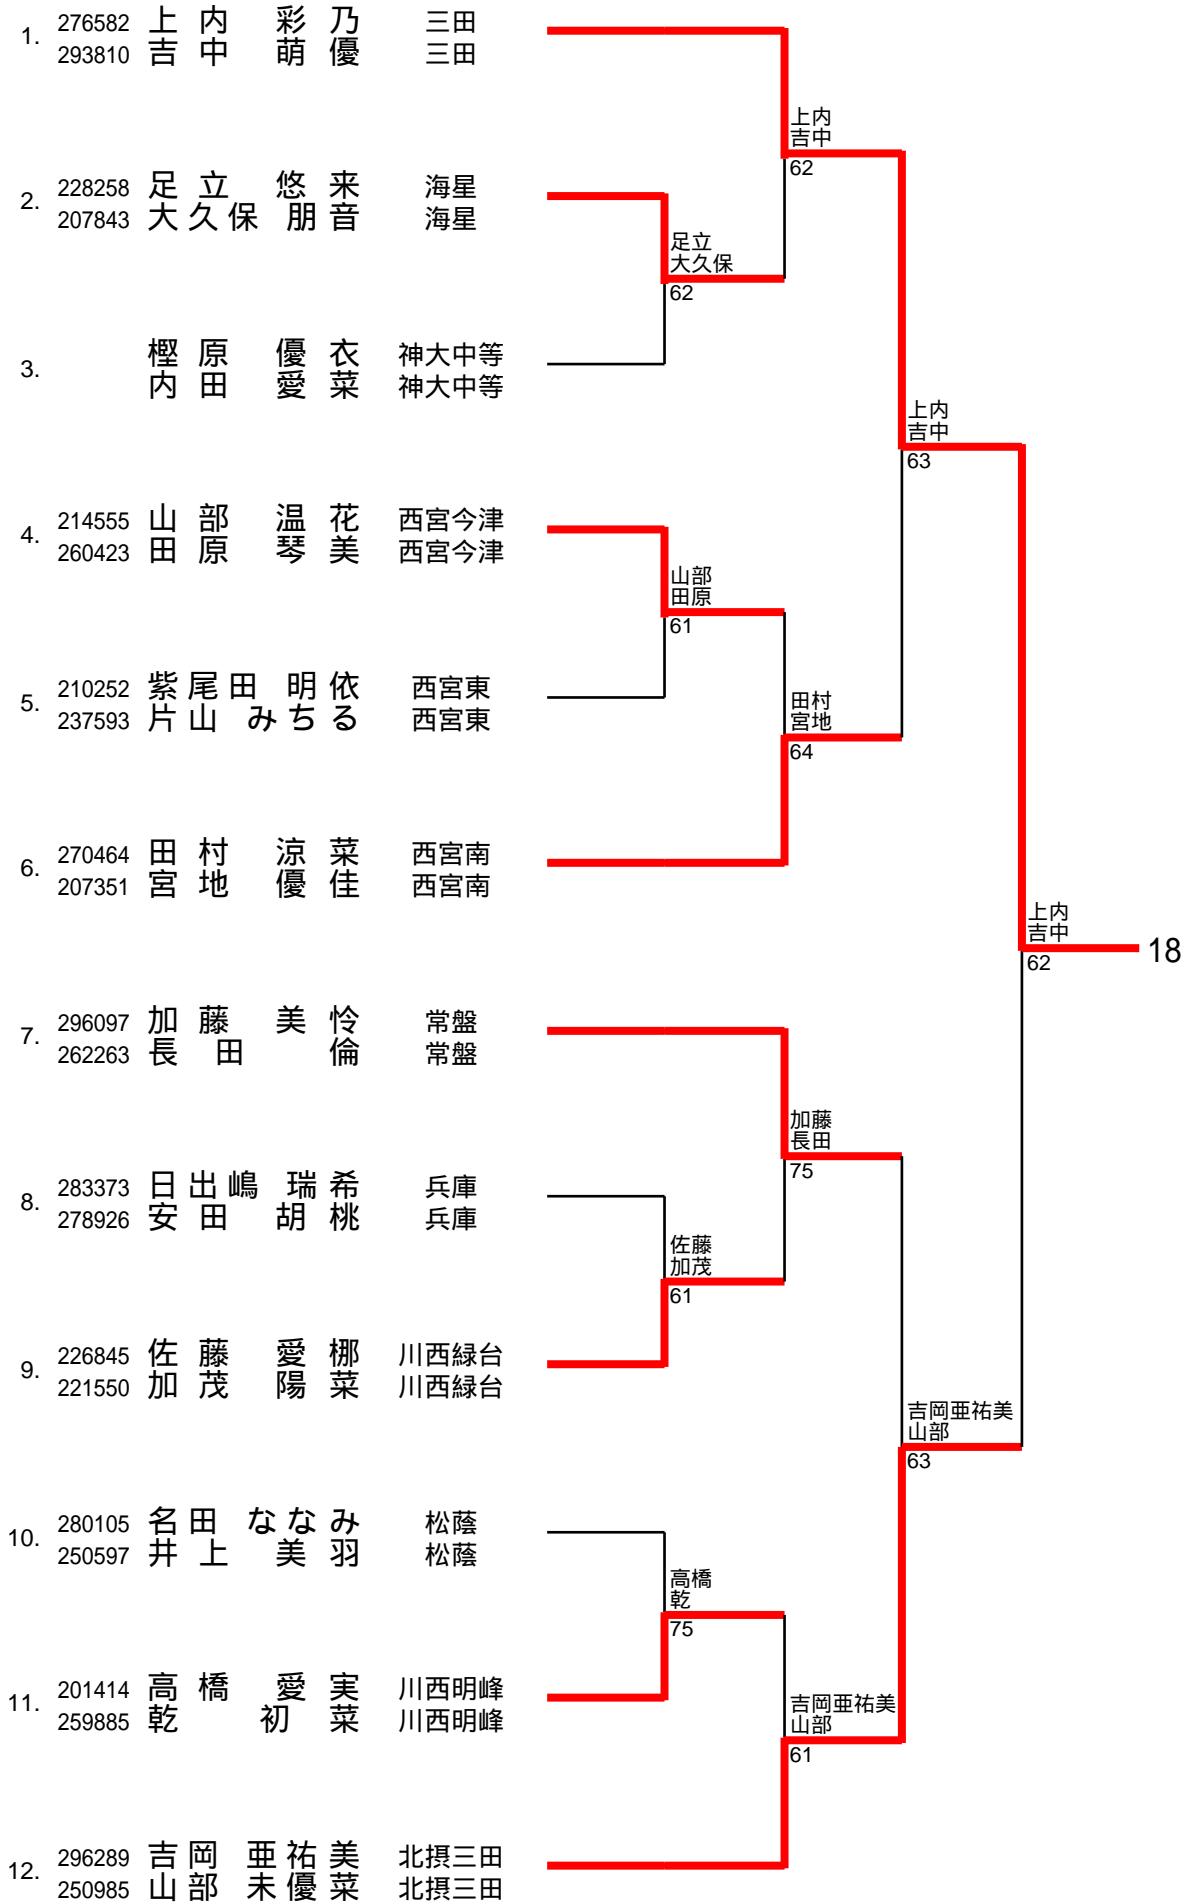 1. 276582 上内 彩乃 三田
293810 吉中 萌優 三田
上内
吉中
62
2. 228258 足立 悠来 海星
207843 大久保 朋音 海星
足立
大久保
62
3. 樫原 優衣 神大中等
内田 愛菜 神大中等
上内
吉中
63
4. 214555 山部 温花 西宮今津
260423 田原 琴美 西宮今津
山部
田原
61
5. 210252 紫尾田 明依 西宮東
237593 片山 みちる 西宮東
田村
宮地
64
6. 270464 田村 涼菜 西宮南
207351 宮地 優佳 西宮南
上内
吉中
62
18
7. 296097 加藤 美怜 常盤
262263 長田 倫 常盤
加藤
長田
75
8. 283373 日出嶋 瑞希 兵庫
278926 安田 胡桃 兵庫
佐藤
加茂
61
9. 226845 佐藤 愛梛 川西緑台
221550 加茂 陽菜 川西緑台
吉岡亜祐美
山部
63
10. 280105 名田 ななみ 松蔭
250597 井上 美羽 松蔭
高橋
乾
75
11. 201414 高橋 愛実 川西明峰
259885 乾 初菜 川西明峰
吉岡亜祐美
山部
61
12. 296289 吉岡 亜祐美 北摂三田
250985 山部 未優菜 北摂三田